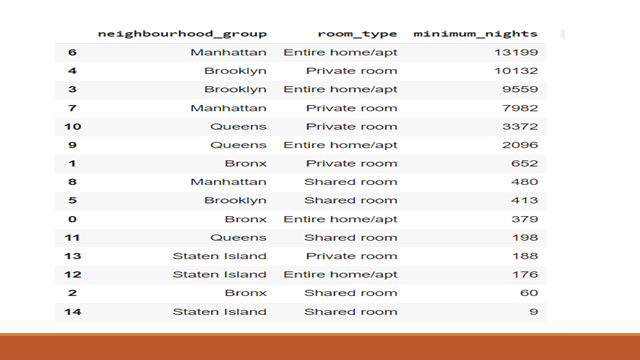 neighbourhood_group room_type minimum_nights
6 Manhattan Entire home/apt 13199
4 Brooklyn Private room 10132
3 Brooklyn Entire home/apt 9559
7 Manhattan Private room 7982
10 Queens Private room 3372
9 Queens Entire home/apt 2096
1 Bronx Private room 652
8 Manhattan Shared room 480
5 Brooklyn Shared room 413
0 Bronx Entire home/apt 379
11 Queens Shared room 198
13 Staten Island Private room 188
12 Staten Island Entire home/apt 176
2 Bronx Shared room 60
14 Staten Island Shared room 9